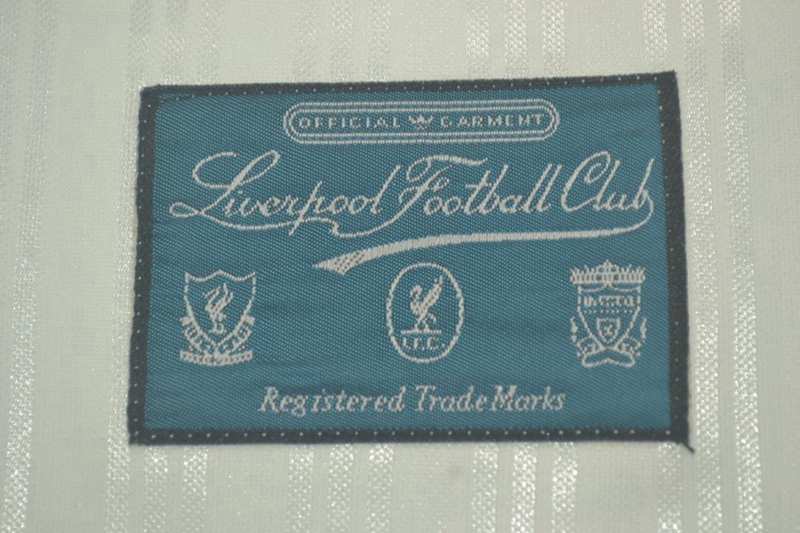 OFFICIAL GARMENT
Liverpool Football Club
L.F.C.
Registered Trade Marks